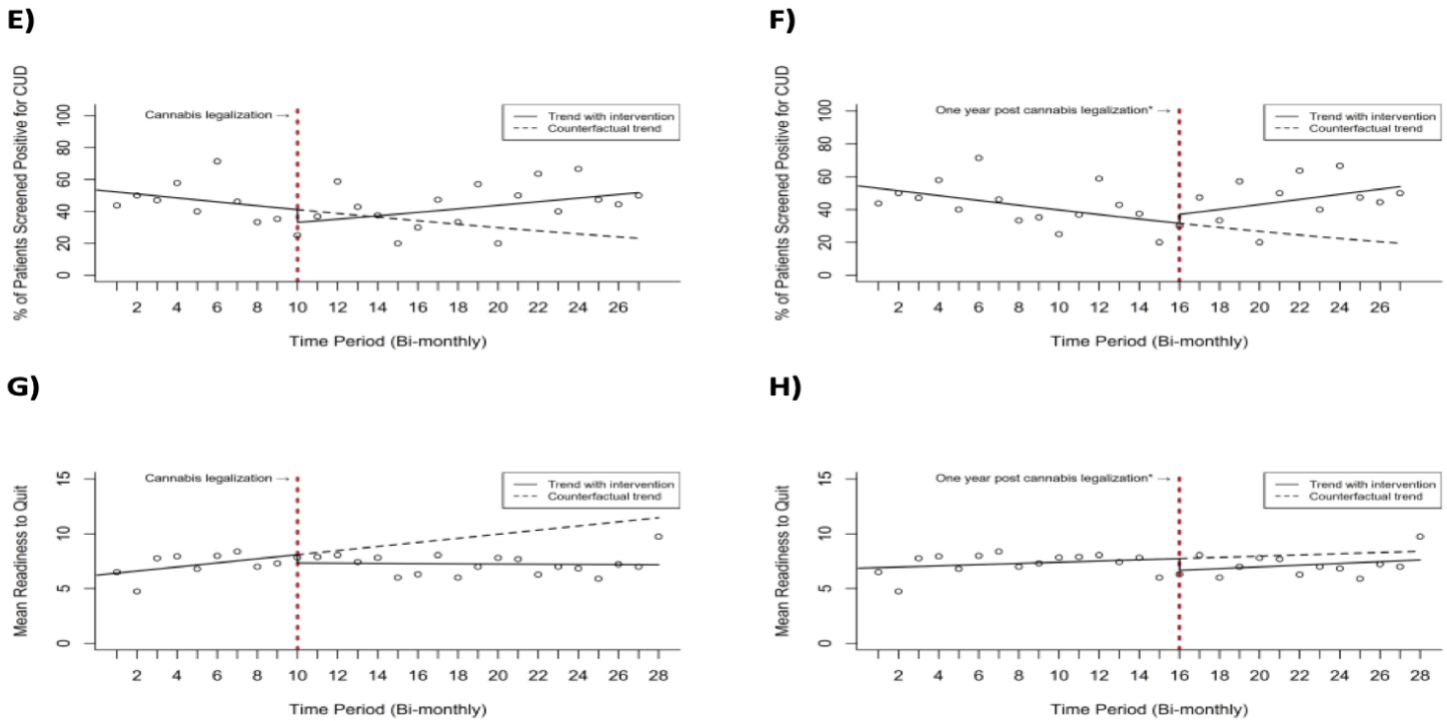 E)
% of Patients Screened Positive for CUD
100
80
60
40
20
0
Cannabis legalization →
Trend with intervention
Counterfactual trend
2 4 6 8 10 12 14 16 18 20 22 24 26
Time Period (Bi-monthly)
F)
% of Patients Screened Positive for CUD
100
80
60
40
20
0
One year post cannabis legalization* →
Trend with intervention
Counterfactual trend
2 4 6 8 10 12 14 16 18 20 22 24 26
Time Period (Bi-monthly)
G)
Mean Readiness to Quit
15
10
5
0
Cannabis legalization →
Trend with intervention
Counterfactual trend
2 4 6 8 10 12 14 16 18 20 22 24 26 28
Time Period (Bi-monthly)
H)
Mean Readiness to Quit
15
10
5
0
One year post cannabis legalization* →
Trend with intervention
Counterfactual trend
2 4 6 8 10 12 14 16 18 20 22 24 26 28
Time Period (Bi-monthly)